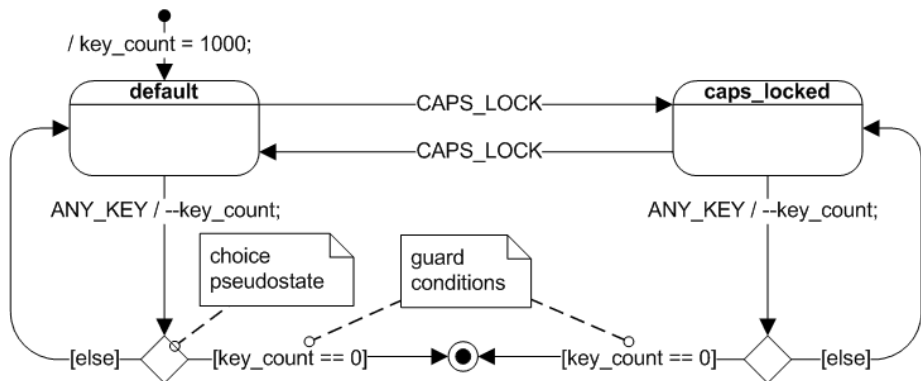 / key_count = 1000;
default
caps_locked
CAPS_LOCK
CAPS_LOCK
ANY_KEY / --key_count;
ANY_KEY / --key_count;
choice
pseudostate
guard
conditions
[else]
[key_count == 0]
[key_count == 0]
[else]